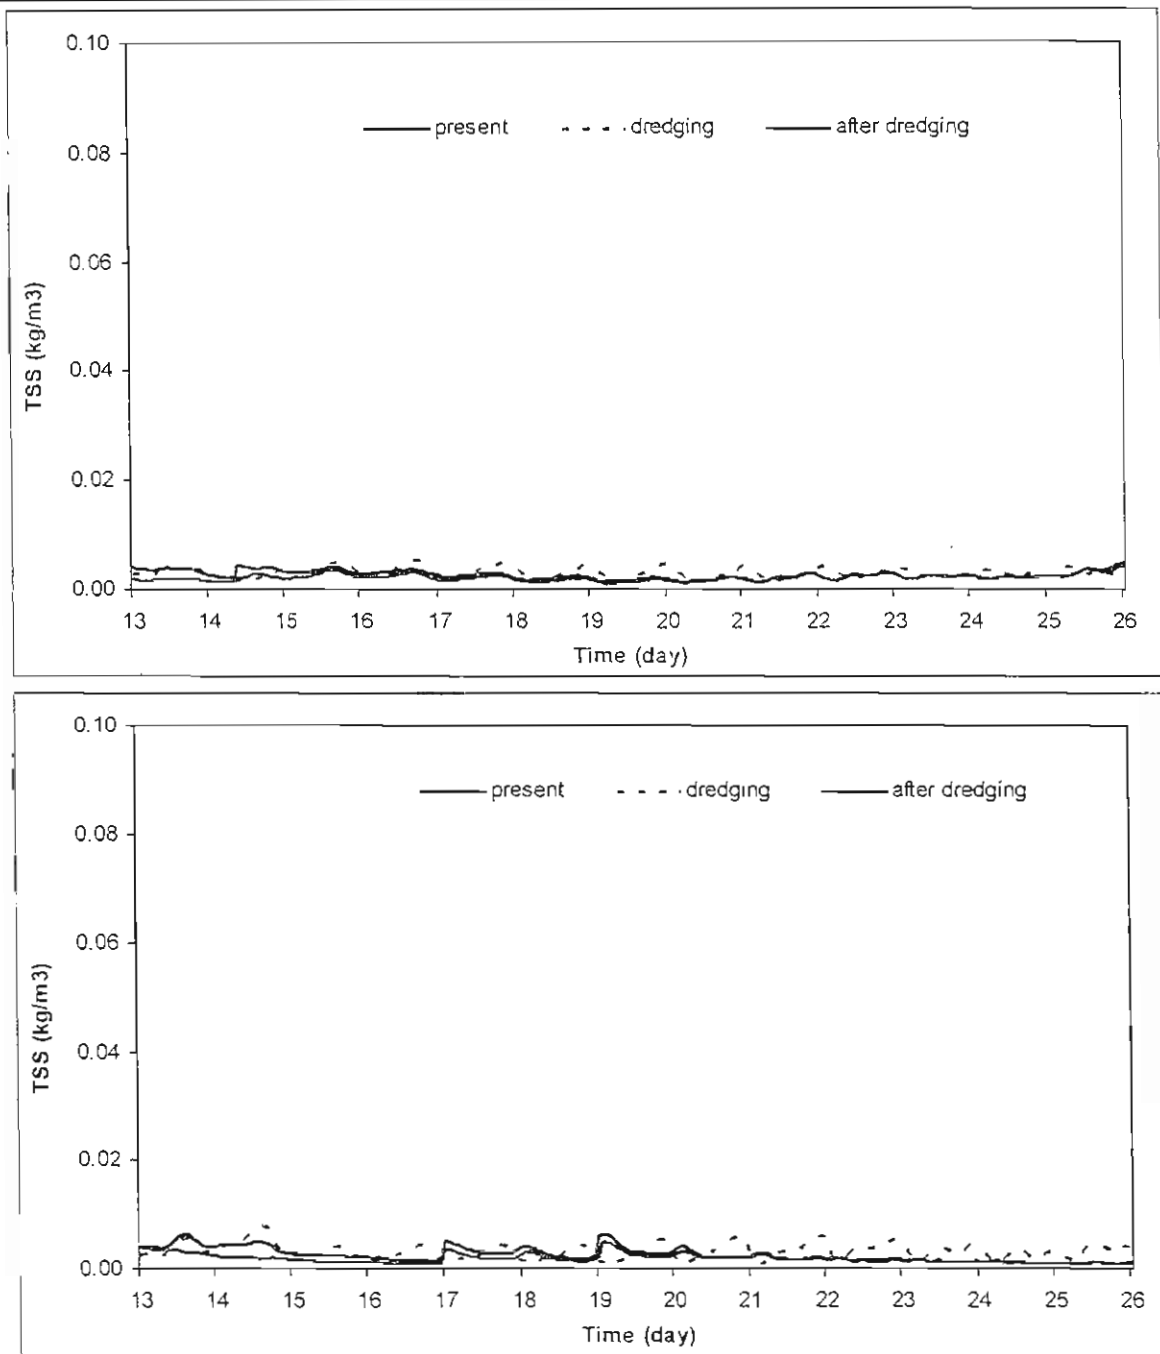 0.10
present dredging after dredging
0.08
0.06
TSS (kg/m3)
0.04
0.02
0.00
13 14 15 16 17 18 19 20 21 22 23 24 25 26
Time (day)
0.10
present dredging after dredging
0.08
0.06
TSS (kg/m3)
0.04
0.02
0.00
13 14 15 16 17 18 19 20 21 22 23 24 25 26
Time (day)